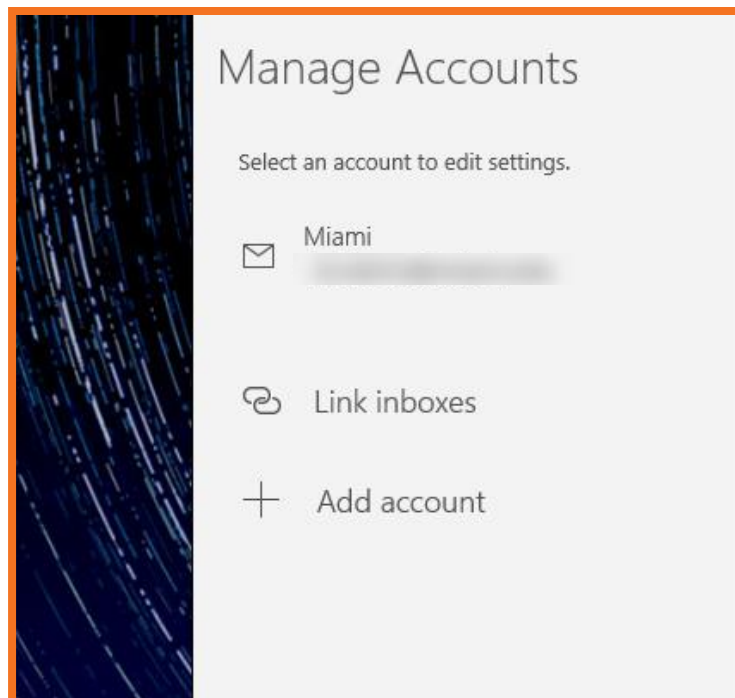 Manage Accounts
Select an account to edit settings.
Miami
Link inboxes
Add account